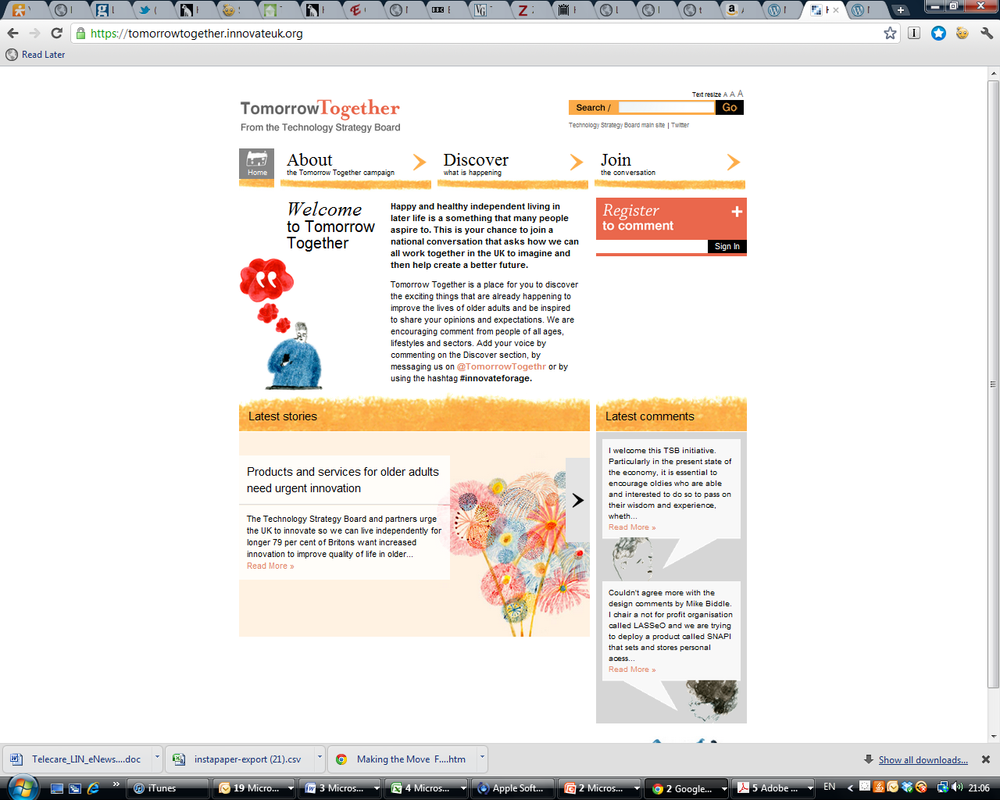 https://tomorrowtogether.innovateuk.org
Read Later
Text resize A A A
TomorrowTogether
From the Technology Strategy Board
Search /
Go
Technology Strategy Board main site | Twitter
Home
About
the Tomorrow Together campaign
Discover
what is happening
Join
the conversation
Welcome
to Tomorrow
Together
Happy and healthy independent living in
later life is a something that many people
aspire to. This is your chance to join a
national conversation that asks how we can
all work together in the UK to imagine and
then help create a better future.
Tomorrow Together is a place for you to discover
the exciting things that are already happening to
improve the lives of older adults and be inspired
to share your opinions and expectations. We are
encouraging comment from people of all ages,
lifestyles and sectors. Add your voice by
commenting on the Discover section, by
messaging us on @TomorrowTogethr or by
using the hashtag #innovateforage.
Register
to comment
+
Sign In
Latest stories
Products and services for older adults
need urgent innovation
The Technology Strategy Board and partners urge
the UK to innovate so we can live independently for
longer 79 per cent of Britons want increased
innovation to improve quality of life in older...
Read More »
Latest comments
I welcome this TSB initiative.
Particularly in the present state of
the economy, it is essential to
encourage oldies who are able
and interested to do so to pass on
their wisdom and experience,
wheth...
Read More »
Couldn't agree more with the
design comments by Mike Biddle.
I chair a not for profit organisation
called LASSeO and we are trying
to deploy a product called SNAPI
that sets and stores personal
acess...
Read More »
Telecare_LIN_eNews....doc
instapaper-export (21).csv
Making the Move F....htm
Show all downloads...
iTunes
19 Micros...
3 Microsof...
4 Micros...
Apple Soft...
2 Micros...
2 Google...
5 Adobe ...
EN
21:06